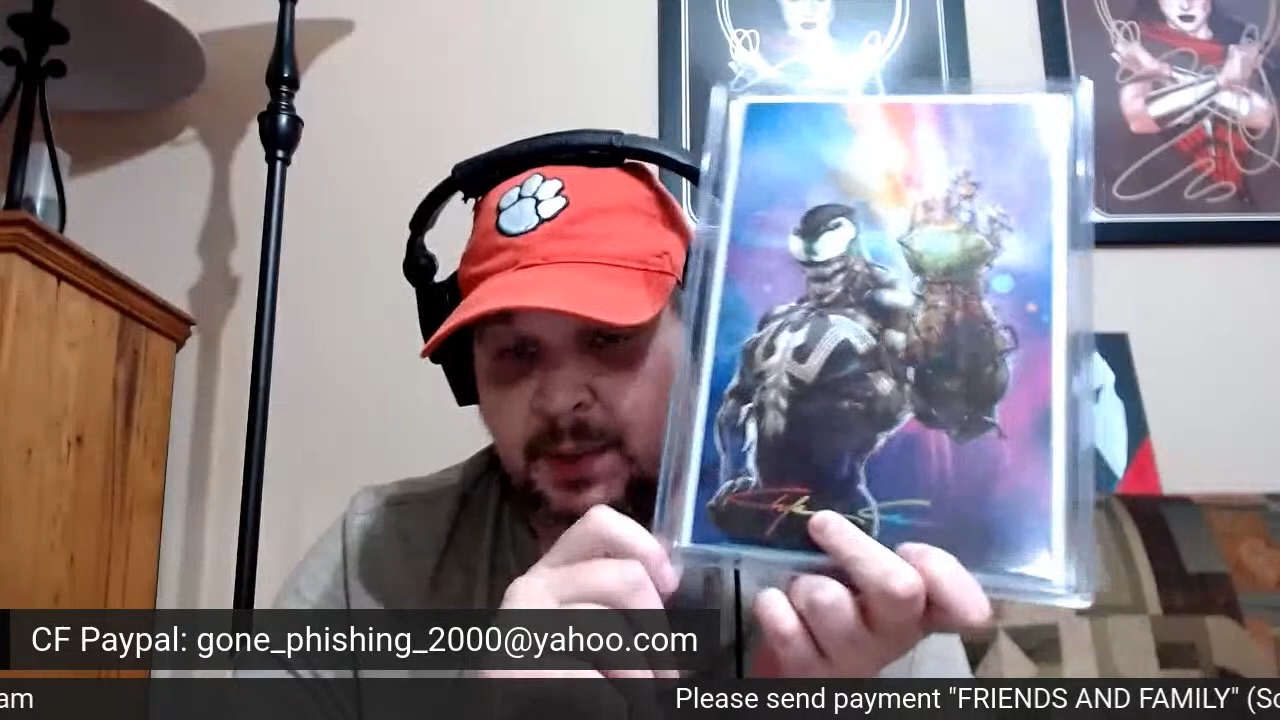 CF Paypal: gone_phishing_2000@yahoo.com
am
Please send payment "FRIENDS AND FAMILY" (Sc